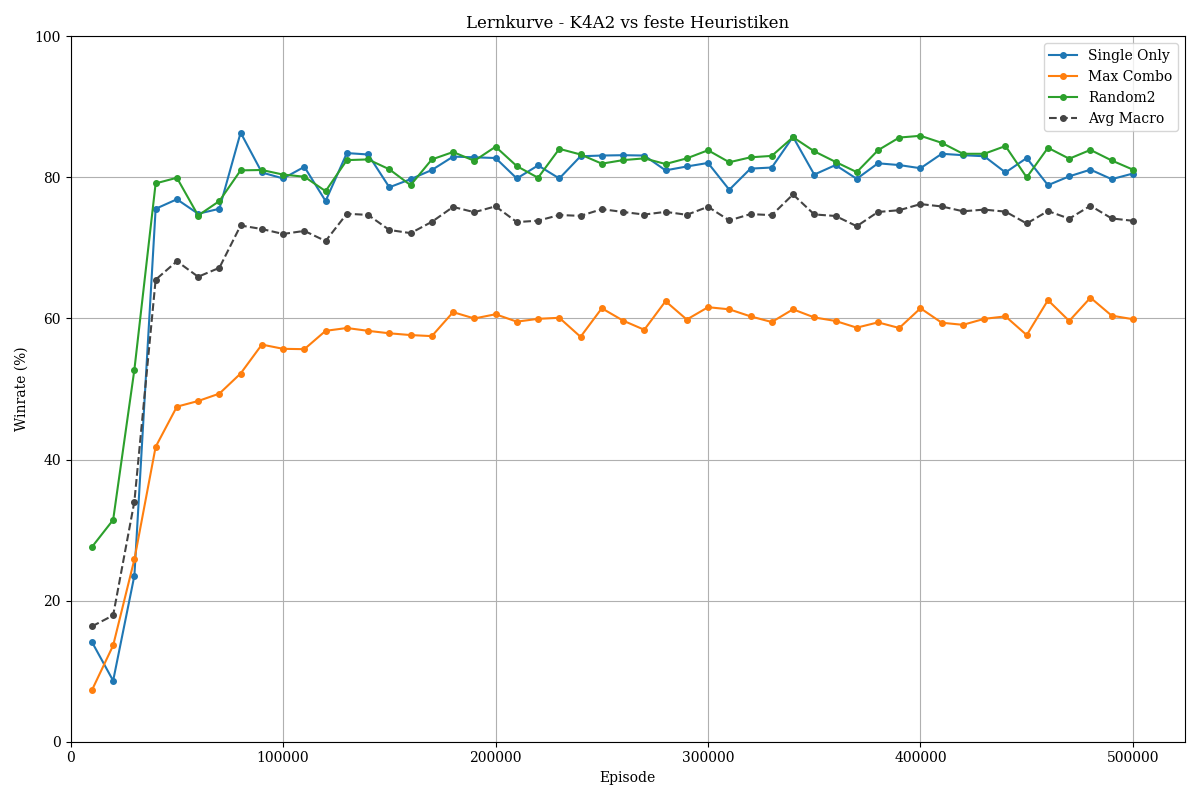 Lernkurve - K4A2 vs feste Heuristiken
Single Only
Max Combo
Random2
Avg Macro
Winrate (%)
100
80
60
40
20
0
0 100000 200000 300000 400000 500000
Episode